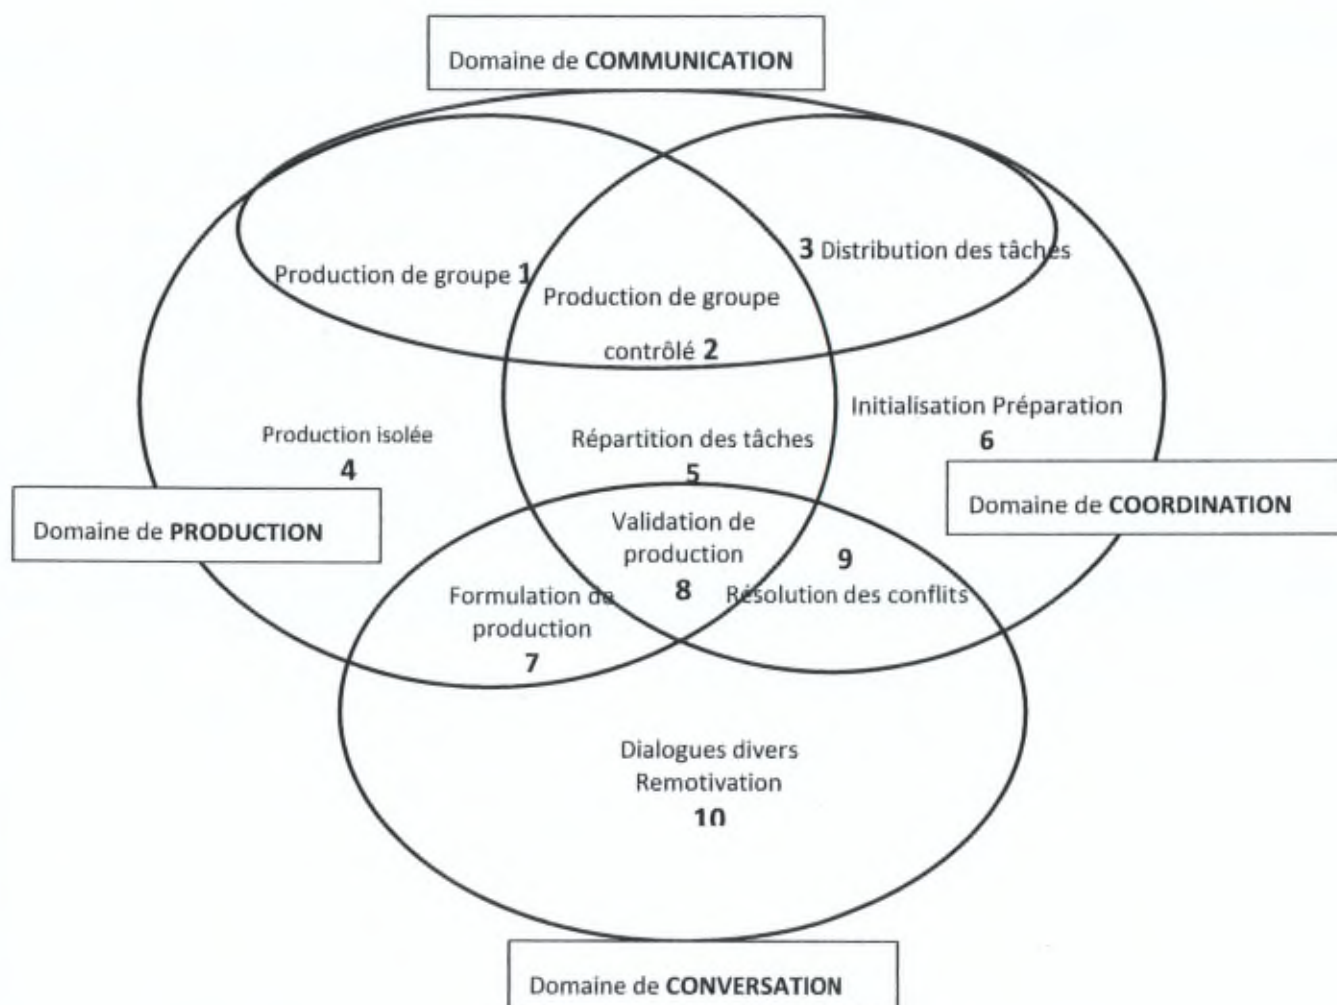 Domaine de COMMUNICATION
3 Distribution des tâches
Production de groupe 1
Production de groupe
contrôlé 2
Initialisation Préparation
6
Production isolée
4
Répartition des tâches
5
Domaine de PRODUCTION
Domaine de COORDINATION
Validation de
production
8
9
Résolution des conflits
Formulation de
production
7
Dialogues divers
Remotivation
10
Domaine de CONVERSATION